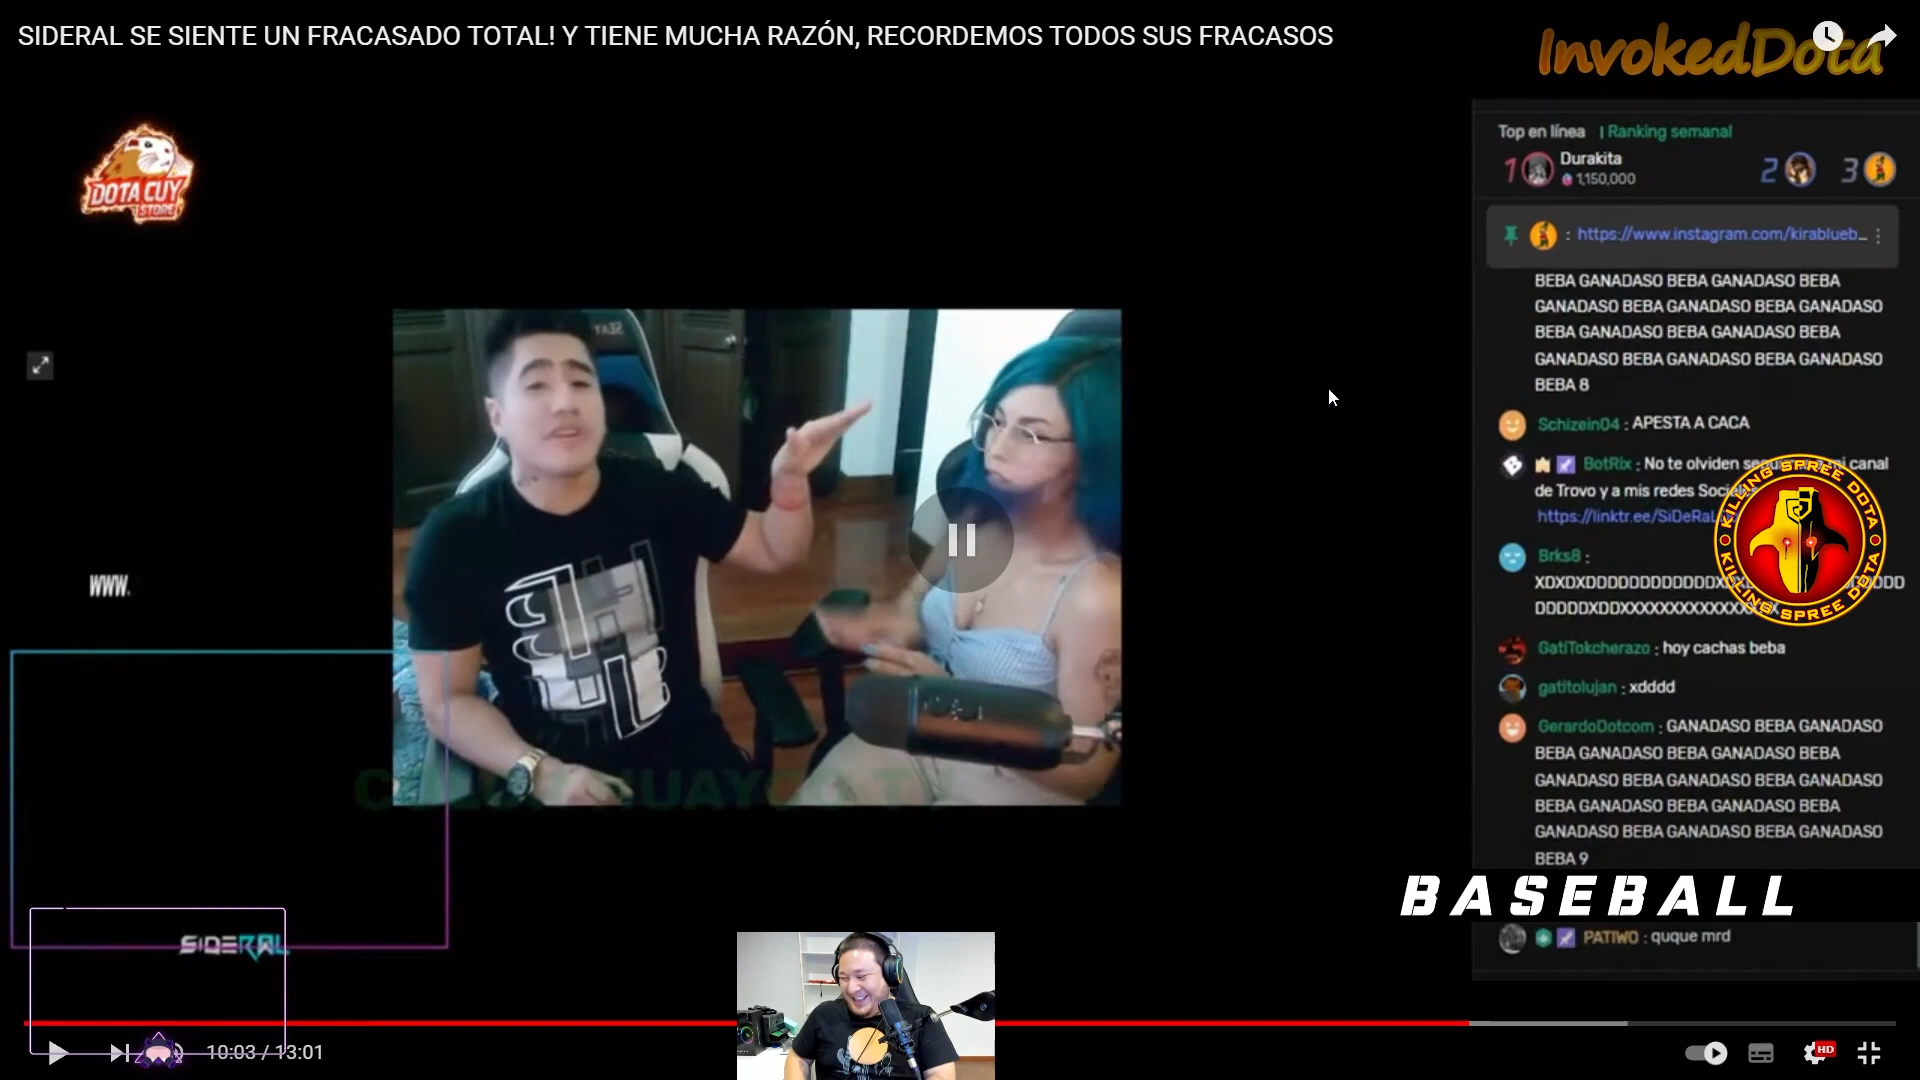 SIDERAL SE SIENTE UN FRACASADO TOTAL! Y TIENE MUCHA RAZÓN, RECORDEMOS TODOS SUS FRACASOS
InvokedDota
DOTA CUY
STORE
Top en línea | Ranking semanal
1 Durakita 2 3
1,150,000
: https://www.instagram.com/kirablueb_
BEBA GANADASO BEBA GANADASO BEBA
GANADASO BEBA GANADASO BEBA GANADASO
BEBA GANADASO BEBA GANADASO BEBA
GANADASO BEBA GANADASO BEBA GANADASO
BEBA 8
Schizein04 : APESTA A CACA
BotRix : No te olviden mi canal
de Trovo y a mis redes
https://linktr.ee/SiDeRaL
KILLING SPREE DOTA
KILLING SPREE DOTA
Brks8 :
WWW.
GatiTokcherazo : hoy cachas beba
gatitolujan : xdddd
GerardoDotcom : GANADASO BEBA GANADASO
BEBA GANADASO BEBA GANADASO BEBA
GANADASO BEBA GANADASO BEBA GANADASO
BEBA GANADASO BEBA GANADASO BEBA
GANADASO BEBA GANADASO BEBA GANADASO
BEBA 9
BASEBALL
PATIWO : quque mrd
SIDERAL
10:03 / 13:01
HD